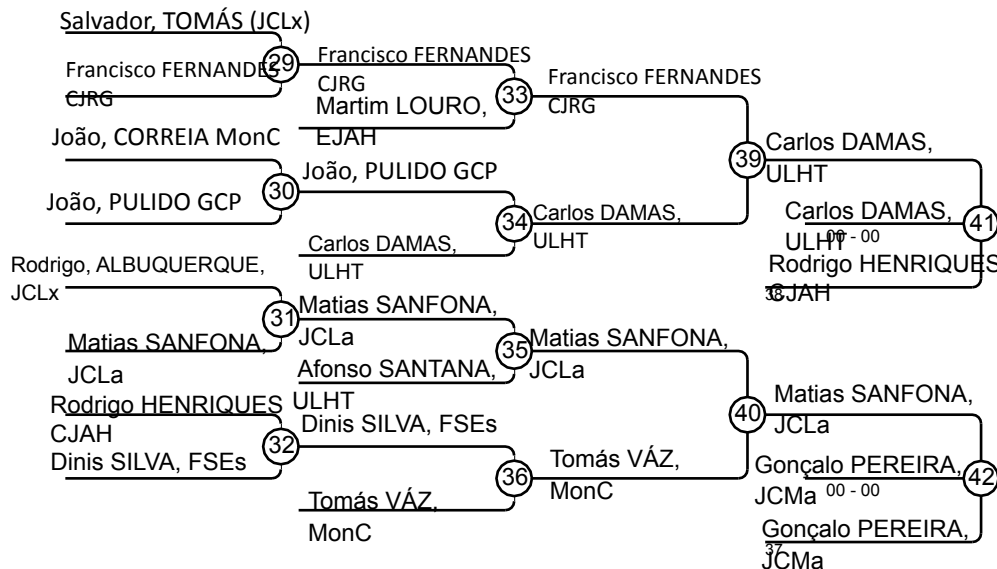 Salvador, TOMÁS (JCLx)
29
Francisco FERNANDES
CJRG
Francisco FERNANDES
CJRG
33
Martim LOURO,
EJAH
Francisco FERNANDES
CJRG
João, CORREIA MonC
30
João, PULIDO GCP
João, PULIDO GCP
34
Carlos DAMAS,
ULHT
Carlos DAMAS,
ULHT
39
Carlos DAMAS,
ULHT
Carlos DAMAS,
ULHT
00 - 00
41
Rodrigo HENRIQUES
CJAH
38
Rodrigo, ALBUQUERQUE,
JCLx
31
Matias SANFONA,
JCLa
Matias SANFONA,
JCLa
35
Afonso SANTANA,
ULHT
Matias SANFONA,
JCLa
Rodrigo HENRIQUES
CJAH
32
Dinis SILVA, FSEs
Dinis SILVA, FSEs
36
Tomás VÁZ,
MonC
Tomás VÁZ,
MonC
40
Matias SANFONA,
JCLa
Gonçalo PEREIRA,
JCMa
00 - 00
42
Gonçalo PEREIRA,
JCMa
37